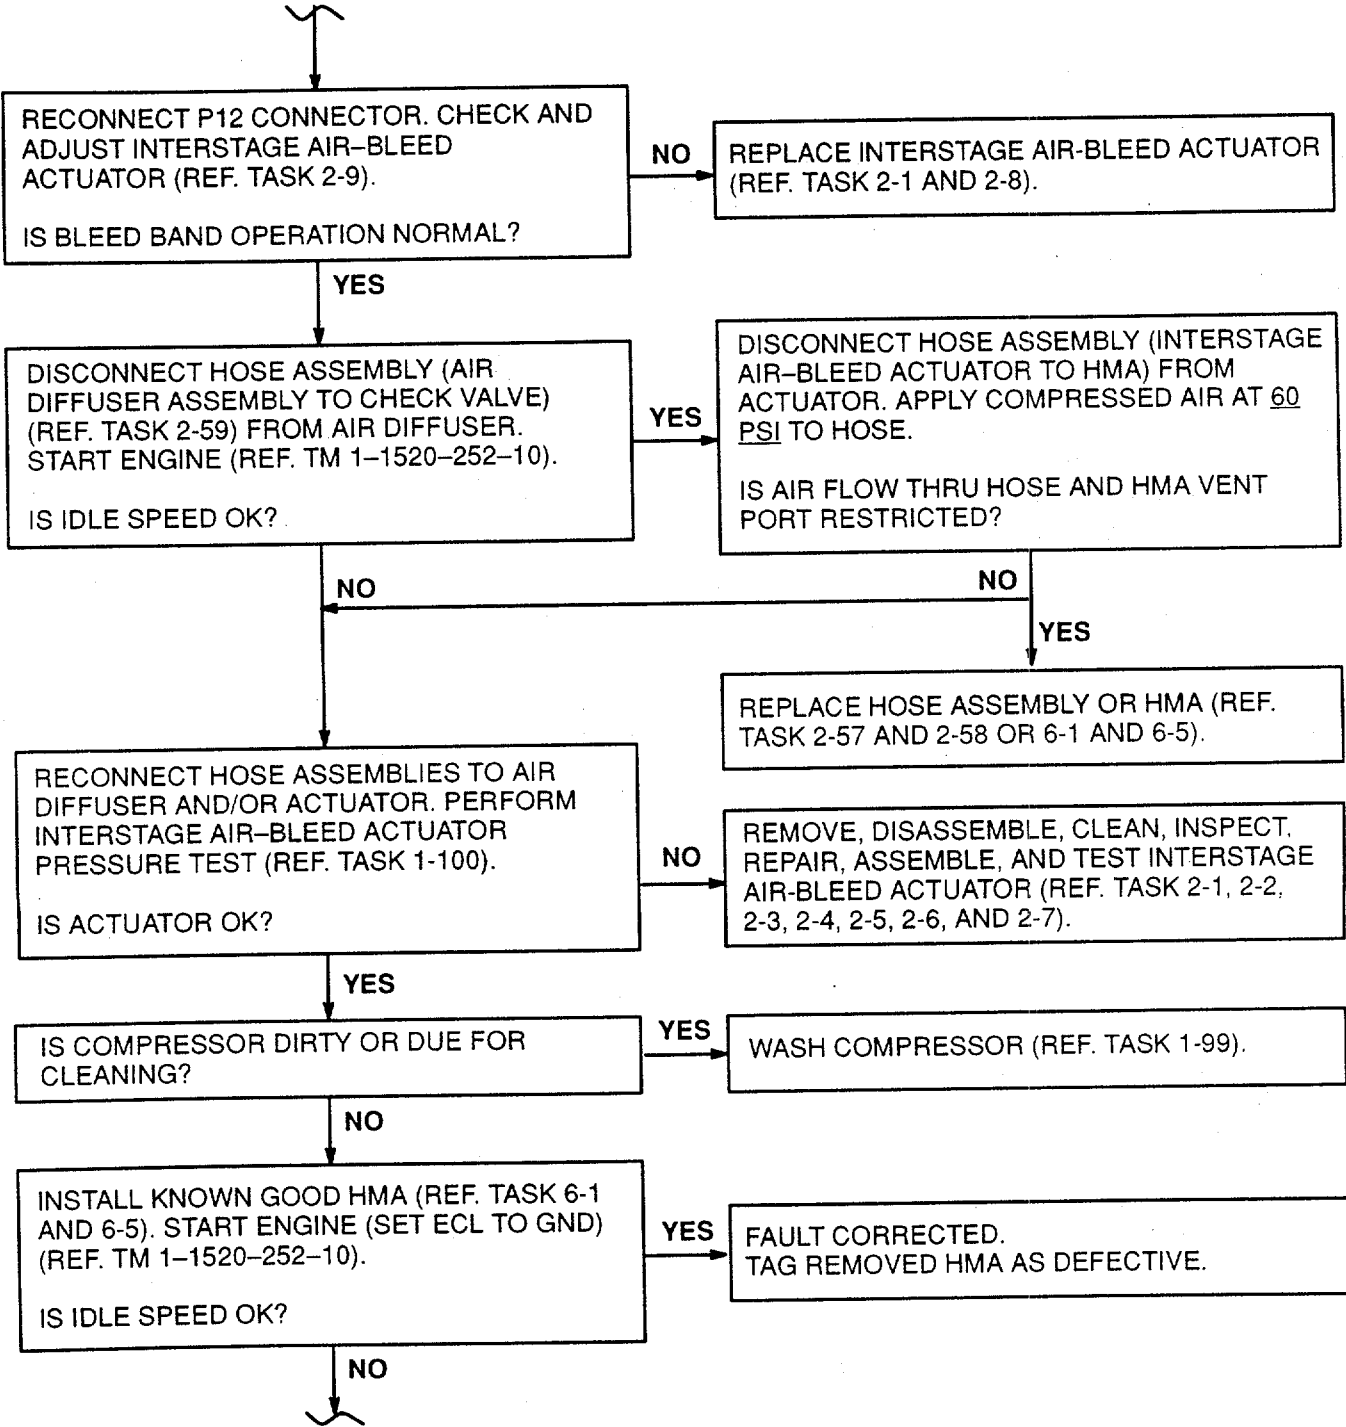 RECONNECT P12 CONNECTOR. CHECK AND
ADJUST INTERSTAGE AIR–BLEED
ACTUATOR (REF. TASK 2-9).
IS BLEED BAND OPERATION NORMAL?
NO
REPLACE INTERSTAGE AIR-BLEED ACTUATOR
(REF. TASK 2-1 AND 2-8).
YES
DISCONNECT HOSE ASSEMBLY (AIR
DIFFUSER ASSEMBLY TO CHECK VALVE)
(REF. TASK 2-59) FROM AIR DIFFUSER.
START ENGINE (REF. TM 1–1520–252–10).
IS IDLE SPEED OK?
YES
DISCONNECT HOSE ASSEMBLY (INTERSTAGE
AIR–BLEED ACTUATOR TO HMA) FROM
ACTUATOR. APPLY COMPRESSED AIR AT 60
PSI TO HOSE.
IS AIR FLOW THRU HOSE AND HMA VENT
PORT RESTRICTED?
NO
NO
YES
REPLACE HOSE ASSEMBLY OR HMA (REF.
TASK 2-57 AND 2-58 OR 6-1 AND 6-5).
RECONNECT HOSE ASSEMBLIES TO AIR
DIFFUSER AND/OR ACTUATOR. PERFORM
INTERSTAGE AIR–BLEED ACTUATOR
PRESSURE TEST (REF. TASK 1-100).
IS ACTUATOR OK?
NO
REMOVE, DISASSEMBLE, CLEAN, INSPECT,
REPAIR, ASSEMBLE, AND TEST INTERSTAGE
AIR-BLEED ACTUATOR (REF. TASK 2-1, 2-2,
2-3, 2-4, 2-5, 2-6, AND 2-7).
YES
IS COMPRESSOR DIRTY OR DUE FOR
CLEANING?
YES
WASH COMPRESSOR (REF. TASK 1-99).
NO
INSTALL KNOWN GOOD HMA (REF. TASK 6-1
AND 6-5). START ENGINE (SET ECL TO GND)
(REF. TM 1–1520–252–10).
IS IDLE SPEED OK?
YES
FAULT CORRECTED.
TAG REMOVED HMA AS DEFECTIVE.
NO